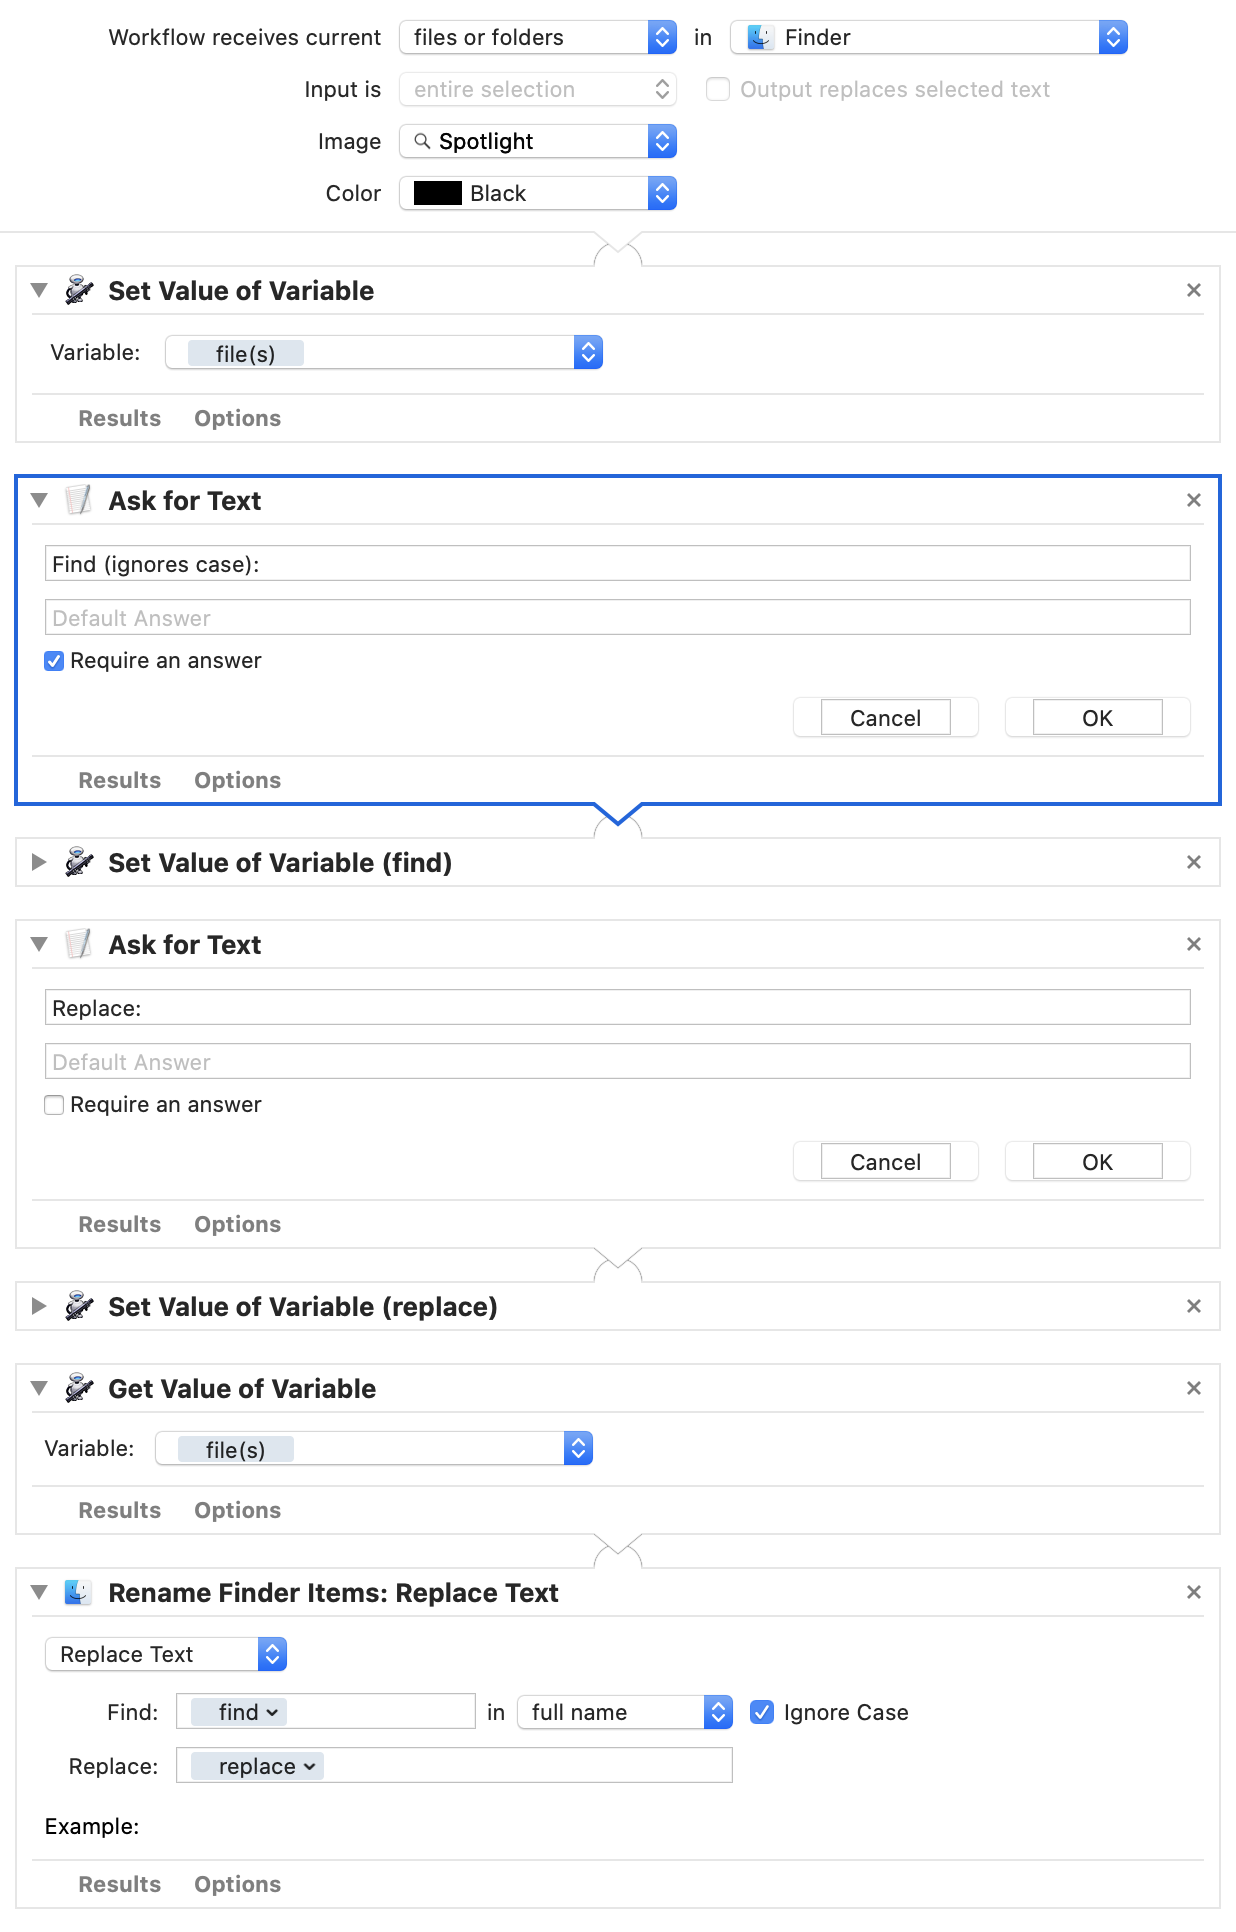 Workflow receives current files or folders in Finder
Input is entire selection Output replaces selected text
Image Spotlight
Color Black
Set Value of Variable
Variable: file(s)
Results Options
Ask for Text
Find (ignores case):
Default Answer
Require an answer
Cancel OK
Results Options
Set Value of Variable (find)
Ask for Text
Replace:
Default Answer
Require an answer
Cancel OK
Results Options
Set Value of Variable (replace)
Get Value of Variable
Variable: file(s)
Results Options
Rename Finder Items: Replace Text
Replace Text
Find: find in full name Ignore Case
Replace: replace
Example:
Results Options